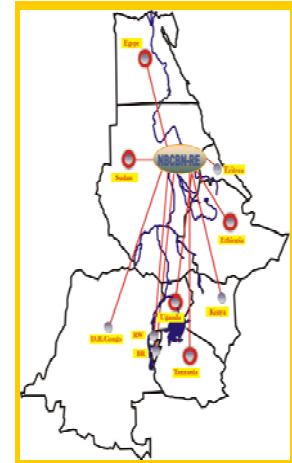 Egypt
NBCBN-RE
Eritrea
Sudan
Ethiopia
Kenya
Uganda
D.R.Congo
RW
BR
Tanzania